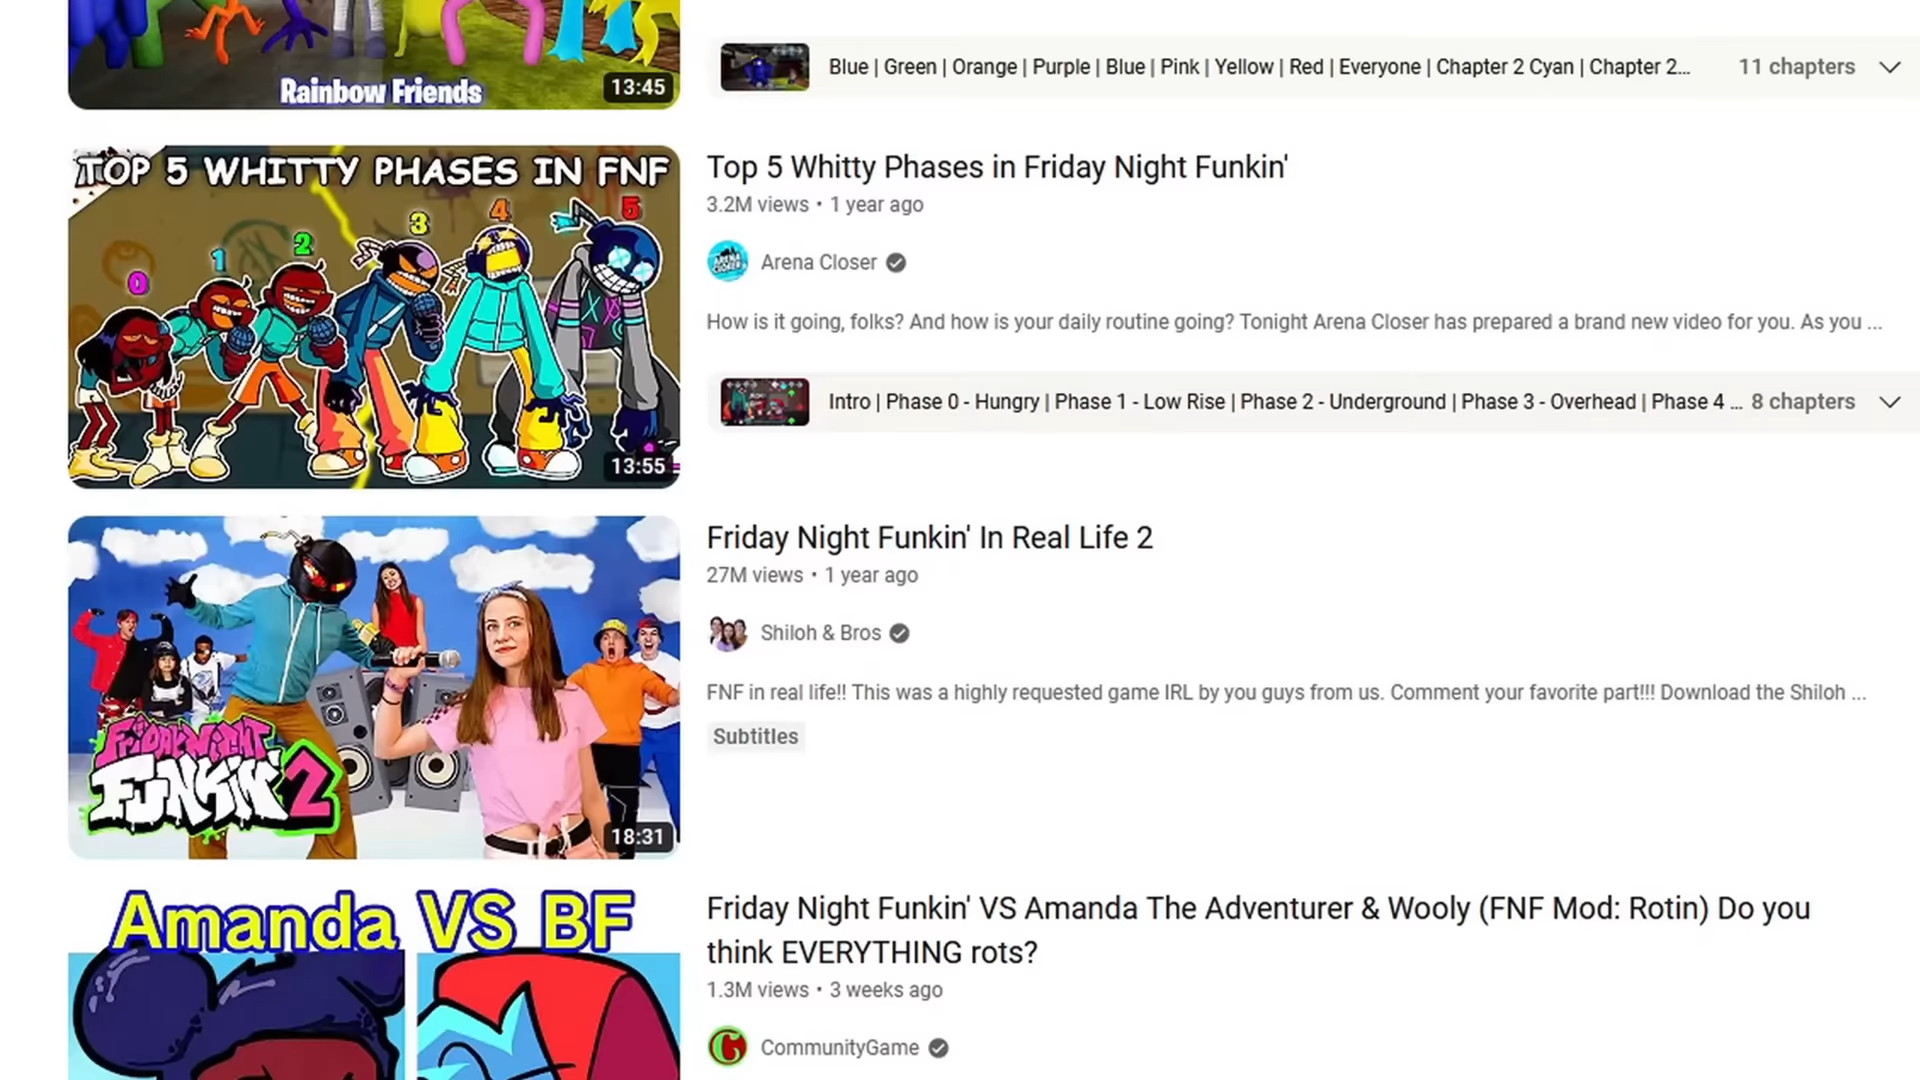 Rainbow Friends
13:45
Blue | Green | Orange | Purple | Blue | Pink | Yellow | Red | Everyone | Chapter 2 Cyan | Chapter 2...
11 chapters
TOP 5 WHITTY PHASES IN FNF
0
1
2
3
4
5
13:55
Top 5 Whitty Phases in Friday Night Funkin'
3.2M views • 1 year ago
ARENA CLOSER
Arena Closer
How is it going, folks? And how is your daily routine going? Tonight Arena Closer has prepared a brand new video for you. As you ...
Intro | Phase 0 - Hungry | Phase 1 - Low Rise | Phase 2 - Underground | Phase 3 - Overhead | Phase 4 ...
8 chapters
FRIDAY NIGHT
FUNKIN' 2
18:31
Friday Night Funkin' In Real Life 2
27M views • 1 year ago
Shiloh & Bros
FNF in real life!! This was a highly requested game IRL by you guys from us. Comment your favorite part!!! Download the Shiloh ...
Subtitles
Amanda VS BF
Friday Night Funkin' VS Amanda The Adventurer & Wooly (FNF Mod: Rotin) Do you
think EVERYTHING rots?
1.3M views • 3 weeks ago
G
CommunityGame